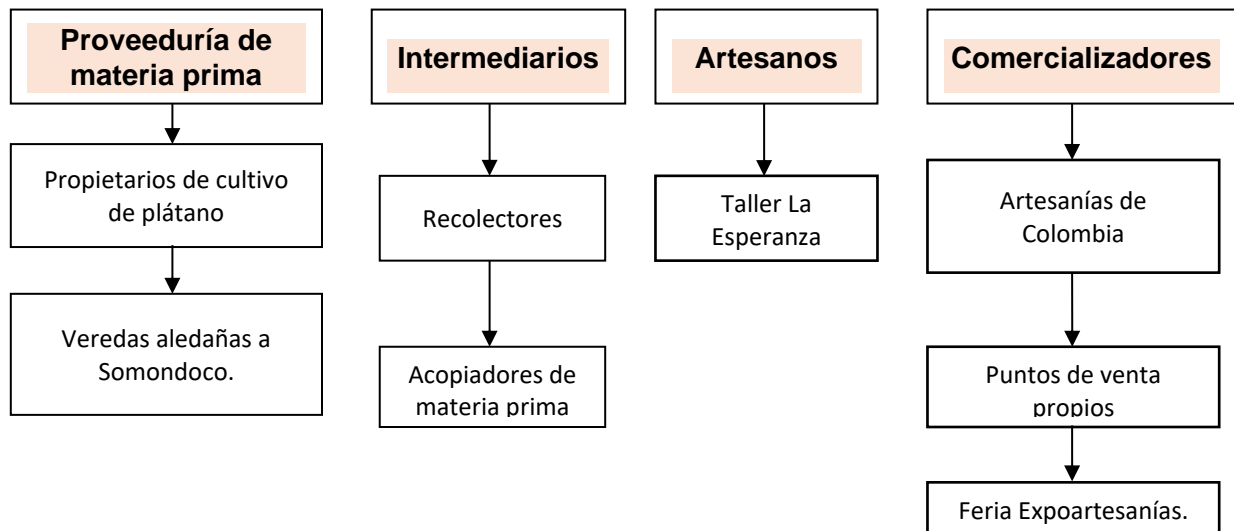 Proveeduría de
materia prima
Propietarios de cultivo
de plátano
Veredas aledañas a
Somondoco.
Intermediarios
Recolectores
Acopiadores de
materia prima
Artesanos
Taller La
Esperanza
Comercializadores
Artesanías de
Colombia
Puntos de venta
propios
Feria Expoartesanías.